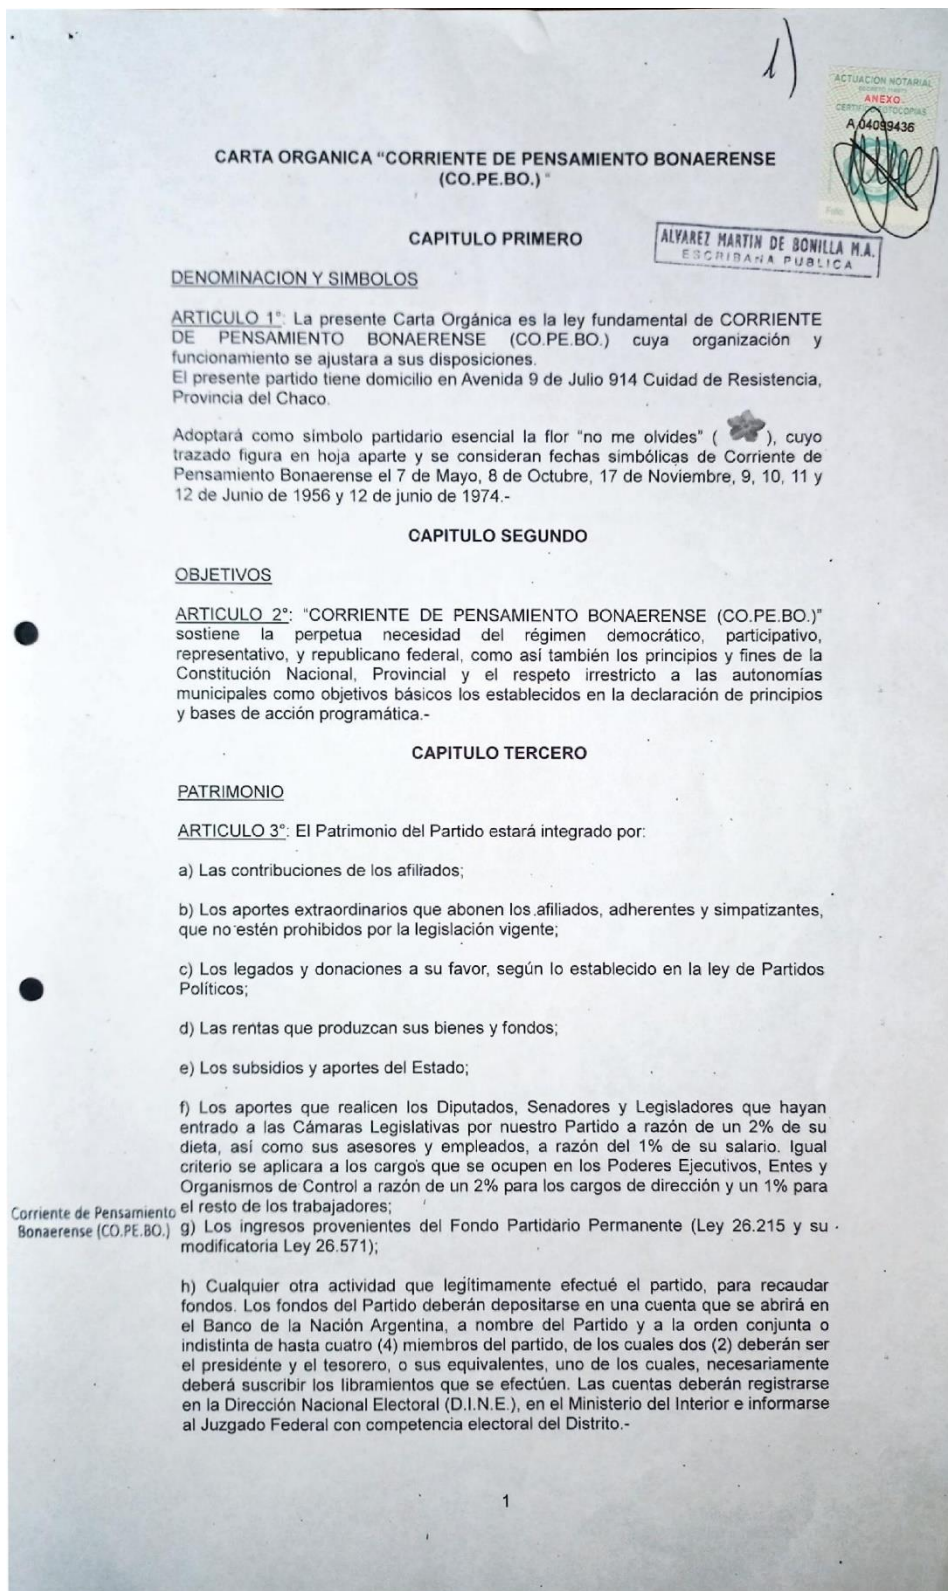 1)
ACTUACION NOTARIAL
ANEXO
CERTIF. FOTOCOPIAS
A 04099436
CARTA ORGANICA “CORRIENTE DE PENSAMIENTO BONAERENSE
(CO.PE.BO.) “
ALVAREZ MARTIN DE BONILLA M.A.
ESCRIBANA PUBLICA
CAPITULO PRIMERO
DENOMINACION Y SIMBOLOS
ARTICULO 1°: La presente Carta Orgánica es la ley fundamental de CORRIENTE
DE PENSAMIENTO BONAERENSE (CO.PE.BO.) cuya organización y
funcionamiento se ajustara a sus disposiciones.
El presente partido tiene domicilio en Avenida 9 de Julio 914 Cuidad de Resistencia,
Provincia del Chaco.
Adoptará como símbolo partidario esencial la flor “no me olvides” ( ), cuyo
trazado figura en hoja aparte y se consideran fechas simbólicas de Corriente de
Pensamiento Bonaerense el 7 de Mayo, 8 de Octubre, 17 de Noviembre, 9, 10, 11 y
12 de Junio de 1956 y 12 de junio de 1974.-
CAPITULO SEGUNDO
OBJETIVOS
ARTICULO 2°: “CORRIENTE DE PENSAMIENTO BONAERENSE (CO.PE.BO.)”
sostiene la perpetua necesidad del régimen democrático, participativo,
representativo, y republicano federal, como así también los principios y fines de la
Constitución Nacional, Provincial y el respeto irrestricto a las autonomías
municipales como objetivos básicos los establecidos en la declaración de principios
y bases de acción programática.-
CAPITULO TERCERO
PATRIMONIO
ARTICULO 3°: El Patrimonio del Partido estará integrado por:
a) Las contribuciones de los afiliados;
b) Los aportes extraordinarios que abonen los afiliados, adherentes y simpatizantes,
que no estén prohibidos por la legislación vigente;
c) Los legados y donaciones a su favor, según lo establecido en la ley de Partidos
Políticos;
d) Las rentas que produzcan sus bienes y fondos;
e) Los subsidios y aportes del Estado;
f) Los aportes que realicen los Diputados, Senadores y Legisladores que hayan
entrado a las Cámaras Legislativas por nuestro Partido a razón de un 2% de su
dieta, así como sus asesores y empleados, a razón del 1% de su salario. Igual
criterio se aplicara a los cargos que se ocupen en los Poderes Ejecutivos, Entes y
Organismos de Control a razón de un 2% para los cargos de dirección y un 1% para
el resto de los trabajadores;
Corriente de Pensamiento
Bonaerense (CO.PE.BO.)
g) Los ingresos provenientes del Fondo Partidario Permanente (Ley 26.215 y su
modificatoria Ley 26.571);
h) Cualquier otra actividad que legítimamente efectué el partido, para recaudar
fondos. Los fondos del Partido deberán depositarse en una cuenta que se abrirá en
el Banco de la Nación Argentina, a nombre del Partido y a la orden conjunta o
indistinta de hasta cuatro (4) miembros del partido, de los cuales dos (2) deberán ser
el presidente y el tesorero, o sus equivalentes, uno de los cuales, necesariamente
deberá suscribir los libramientos que se efectúen. Las cuentas deberán registrarse
en la Dirección Nacional Electoral (D.I.N.E.), en el Ministerio del Interior e informarse
al Juzgado Federal con competencia electoral del Distrito.-
1